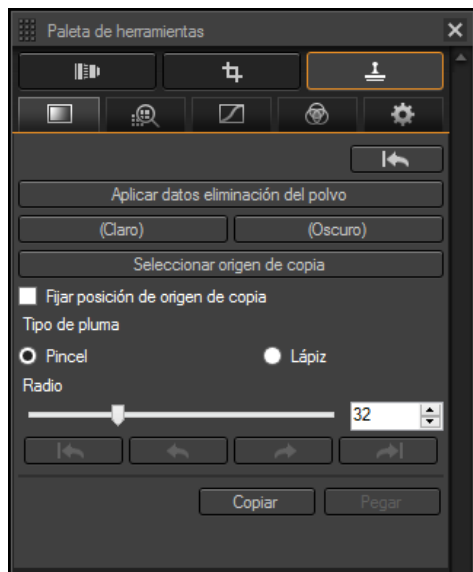 Paleta de herramientas
Aplicar datos eliminación del polvo
(Claro) (Oscuro)
Seleccionar origen de copia
Fijar posición de origen de copia
Tipo de pluma
Pincel Lápiz
Radio
32
Copiar Pegar